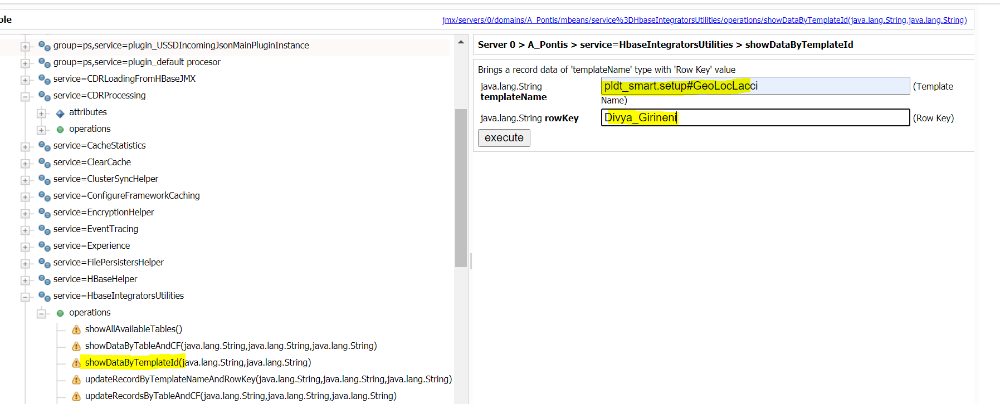 ole
jmx/servers/0/domains/A_Pontis/mbeans/service%3DHbaseIntegratorsUtilities/operations/showDataByTemplateId(java.lang.String,java.lang.String)
group=ps,service=plugin_USSDIncomingJsonMainPluginInstance
group=ps,service=plugin_default procesor
service=CDRLoadingFromHBaseJMX
service=CDRProcessing
attributes
operations
service=CacheStatistics
service=ClearCache
service=ClusterSyncHelper
service=ConfigureFrameworkCaching
service=EncryptionHelper
service=EventTracing
service=Experience
service=FilePersistersHelper
service=HBaseHelper
service=HbaseIntegratorsUtilities
operations
showAllAvailableTables()
showDataByTableAndCF(java.lang.String,java.lang.String,java.lang.String)
showDataByTemplateId(java.lang.String,java.lang.String)
updateRecordByTemplateNameAndRowKey(java.lang.String,java.lang.String,java.lang.String)
updateRecordsByTableAndCF(java.lang.String,java.lang.String,java.lang.String)
Server 0 > A_Pontis > service=HbaseIntegratorsUtilities > showDataByTemplateId
Brings a record data of 'templateName' type with 'Row Key' value
java.lang.String pldt_smart.setup#GeoLocLacci (Template
templateName Name)
java.lang.String rowKey Divya_Girineni (Row Key)
execute